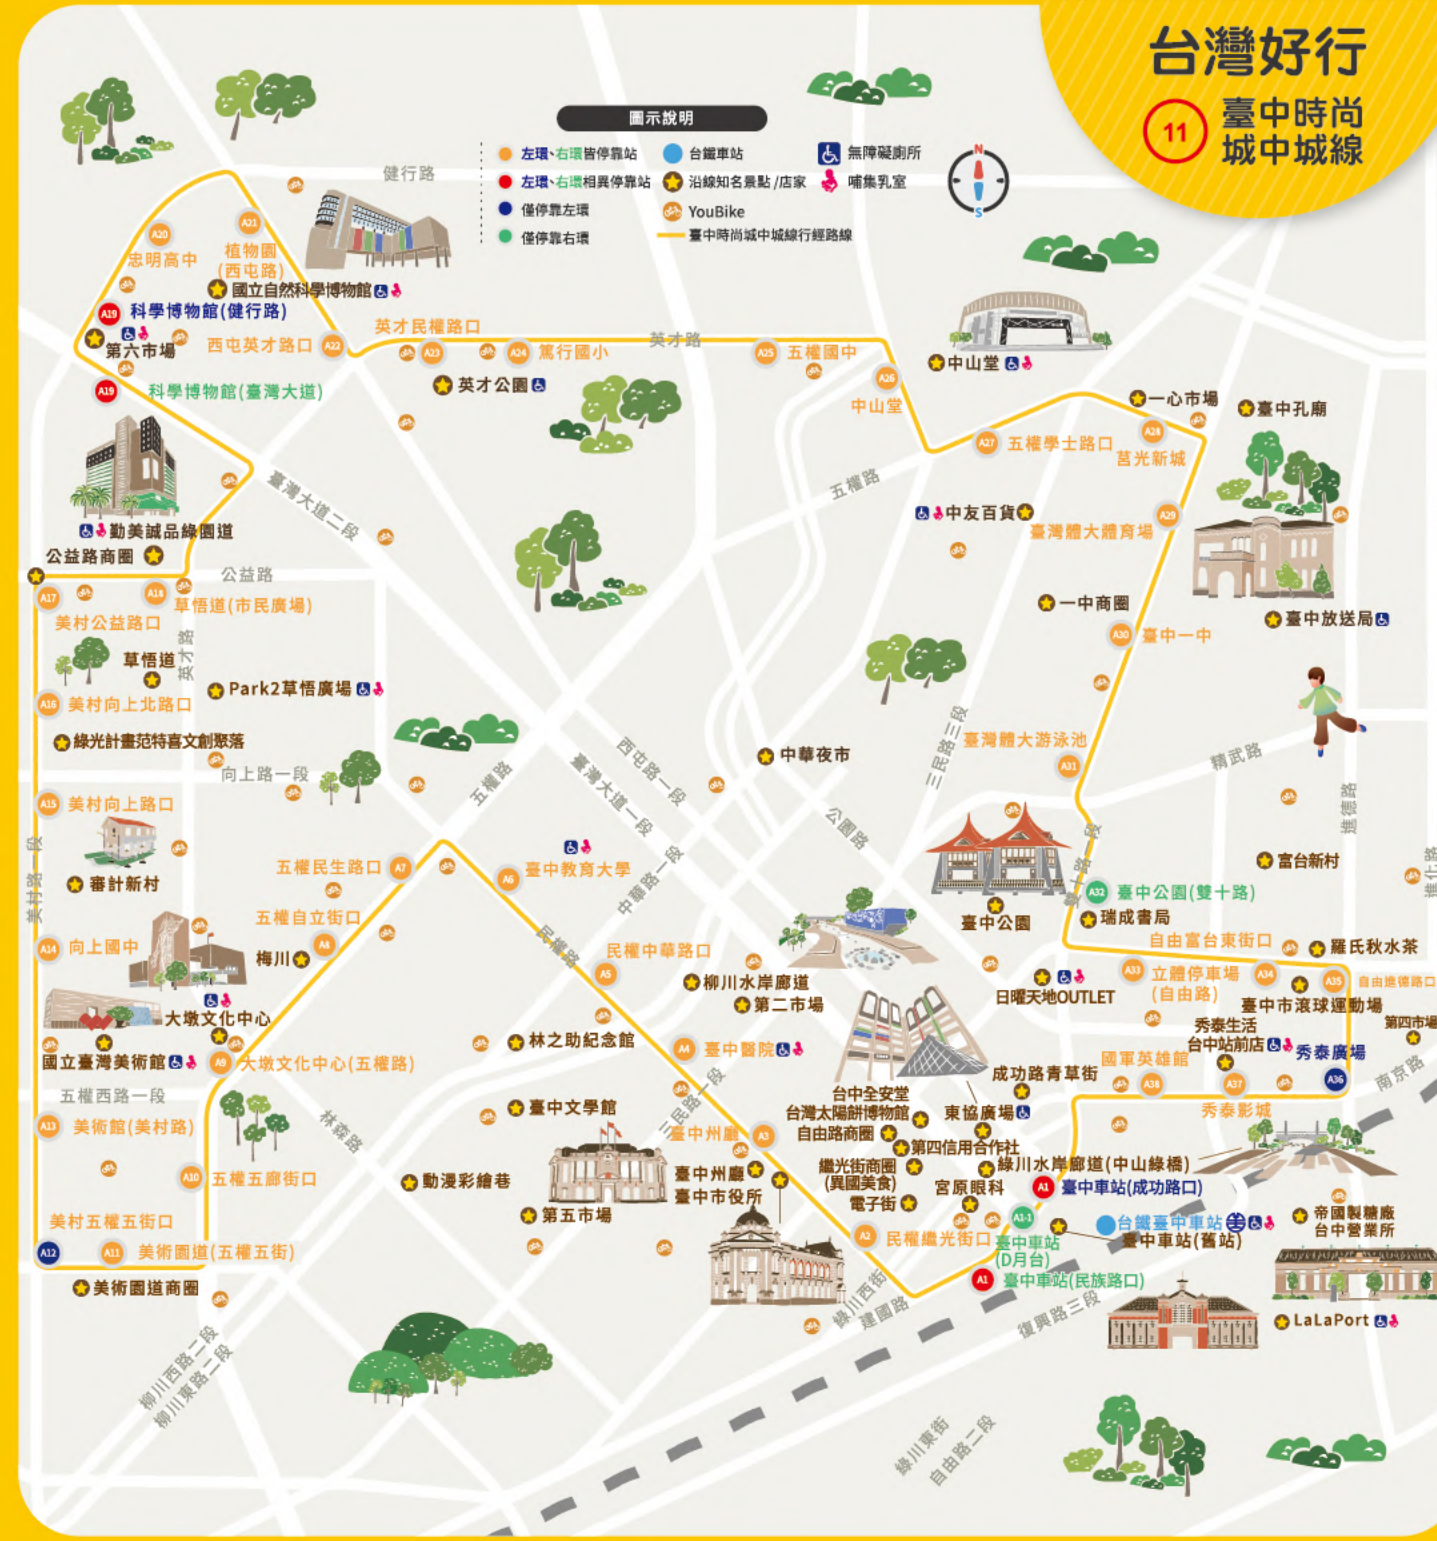 台灣好行
11
臺中時尚
城中城線
圖示說明
左環、右環皆停靠站
台鐵車站
無障礙廁所
左環、右環相異停靠站
沿線知名景點/店家
哺集乳室
僅停靠左環
YouBike
僅停靠右環
臺中時尚城中城線行經路線
N
S
健行路
A20
忠明高中
A21
植物園
(西屯路)
國立自然科學博物館
A19
科學博物館(健行路)
第六市場
西屯英才路口
A22
英才民權路口
A23
A24
篤行國小
英才路
A25
五權國中
英才公園
A26
中山堂
中山堂
A19
科學博物館(臺灣大道)
一心市場
臺中孔廟
A27
五權學士路口
A28
莒光新城
五權路
臺灣大道二段
中友百貨
A29
臺灣體大體育場
勤美誠品綠園道
公益路商圈
公益路
A17
美村公益路口
A18
草悟道(市民廣場)
一中商圈
臺中放送局
A30
臺中一中
英才路
草悟道
Park2草悟廣場
A16
美村向上北路口
綠光計畫范特喜文創聚落
向上路一段
西屯路一段
臺灣大道一段
五權路
中華夜市
三民路三段
臺灣體大游泳池
A31
精武路
進德路
進化路
A15
美村向上路口
美村路一段
審計新村
公園路
雙十路一段
富台新村
五權民生路口
A7
A6
臺中教育大學
中華路一段
臺中公園
A32
臺中公園(雙十路)
瑞成書局
五權自立街口
A8
梅川
A14
向上國中
民權路
民權中華路口
A5
柳川水岸廊道
第二市場
自由富台東街口
羅氏秋水茶
A33
立體停車場
(自由路)
A34
A35
自由進德路口
臺中市滾球運動場
日曜天地OUTLET
秀泰生活
台中站前店
第四市場
大墩文化中心
國立臺灣美術館
A9
大墩文化中心(五權路)
林之助紀念館
A4
臺中醫院
國軍英雄館
秀泰廣場
A36
A38
A37
秀泰影城
南京路
成功路青草街
五權西路一段
林森路
三民路一段
臺中文學館
台中全安堂
台灣太陽餅博物館
自由路商圈
東協廣場
第四信用合作社
A13
美術館(美村路)
臺中州廳
A3
繼光街商圈
(異國美食)
綠川水岸廊道(中山綠橋)
A10
五權五廊街口
動漫彩繪巷
臺中州廳
臺中市役所
電子街
宮原眼科
A1
臺中車站(成功路口)
第五市場
A1-1
臺中車站
(D月台)
台鐵臺中車站
臺中車站(舊站)
帝國製糖廠
台中營業所
美村五權五街口
A12
A11
美術園道(五權五街)
A2
民權繼光街口
A1
臺中車站(民族路口)
美術園道商圈
綠川西街
建國路
復興路三段
LaLaPort
柳川西路二段
柳川東路二段
綠川東街
自由路二段